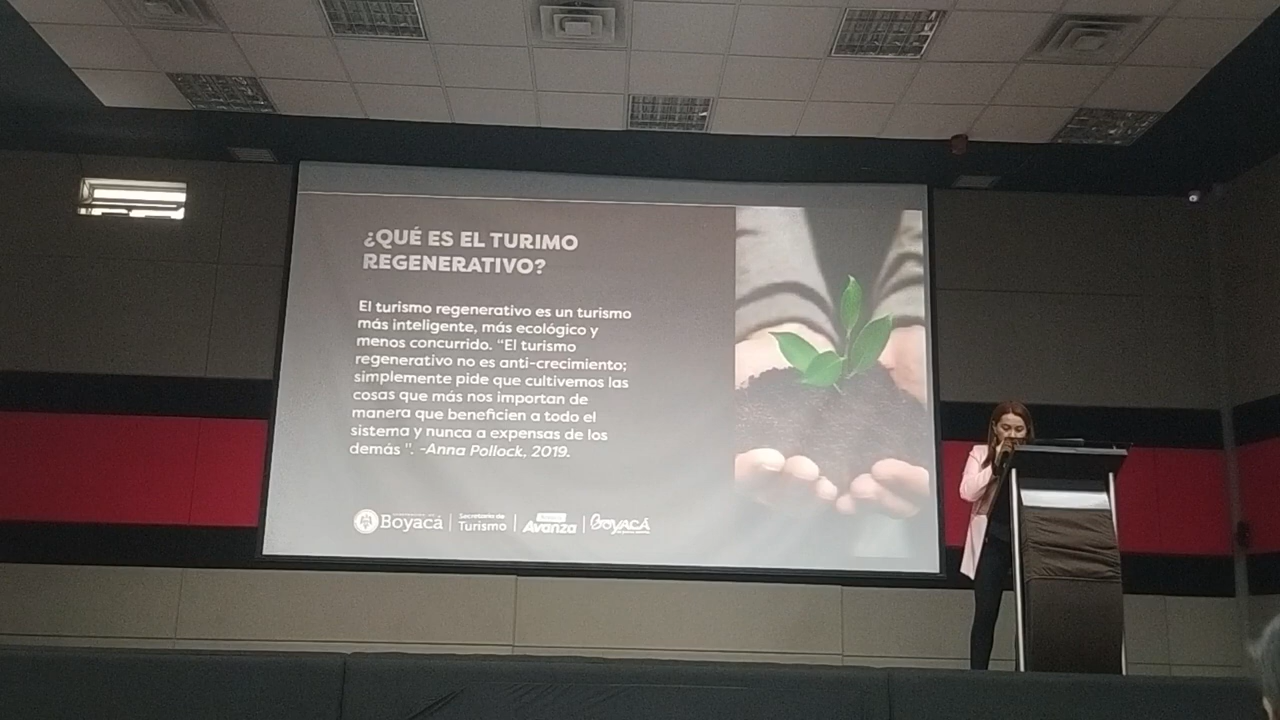 ¿QUÉ ES EL TURIMO
REGENERATIVO?
El turismo regenerativo es un turismo
más inteligente, más ecológico y
menos concurrido. “El turismo
regenerativo no es anti-crecimiento;
simplemente pide que cultivemos las
cosas que más nos importan de
manera que beneficien a todo el
sistema y nunca a expensas de los
demás ”. -Anna Pollock, 2019.
Boyacá
Secretaría de
Turismo
Avanza
BOYACÁ